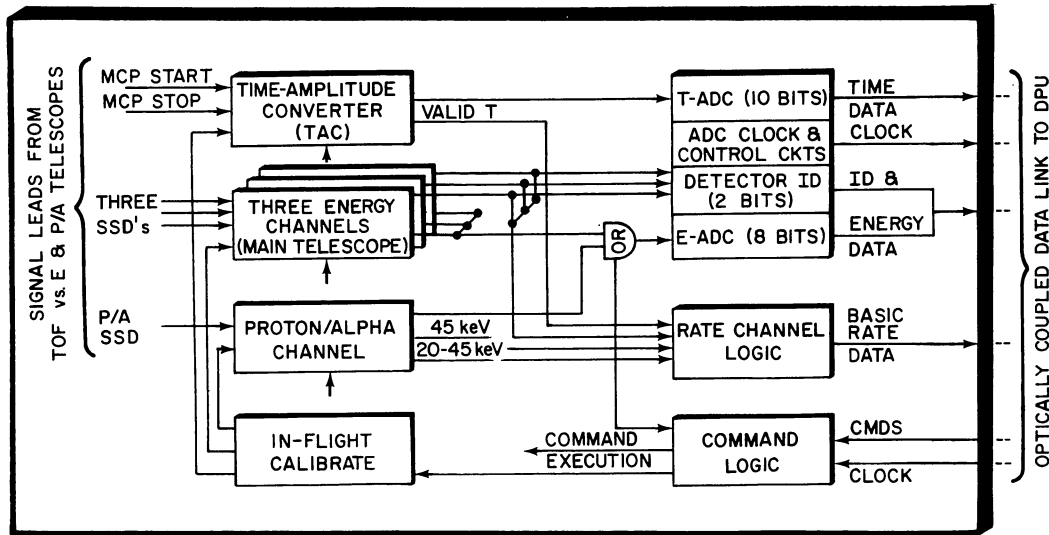 SIGNAL LEADS FROM
TOF vs. E & P/A TELESCOPES
MCP START
MCP STOP
THREE
SSD's
P/A
SSD
TIME-AMPLITUDE
CONVERTER
(TAC)
VALID T
THREE ENERGY
CHANNELS
(MAIN TELESCOPE)
PROTON/ALPHA
CHANNEL
45 keV
20-45 keV
IN-FLIGHT
CALIBRATE
OR
COMMAND
EXECUTION
T-ADC (10 BITS)
ADC CLOCK &
CONTROL CKTS
DETECTOR ID
(2 BITS)
E-ADC (8 BITS)
RATE CHANNEL
LOGIC
COMMAND
LOGIC
TIME
DATA
CLOCK
ID &
ENERGY
DATA
BASIC
RATE
DATA
CMDS
CLOCK
OPTICALLY COUPLED DATA LINK TO DPU